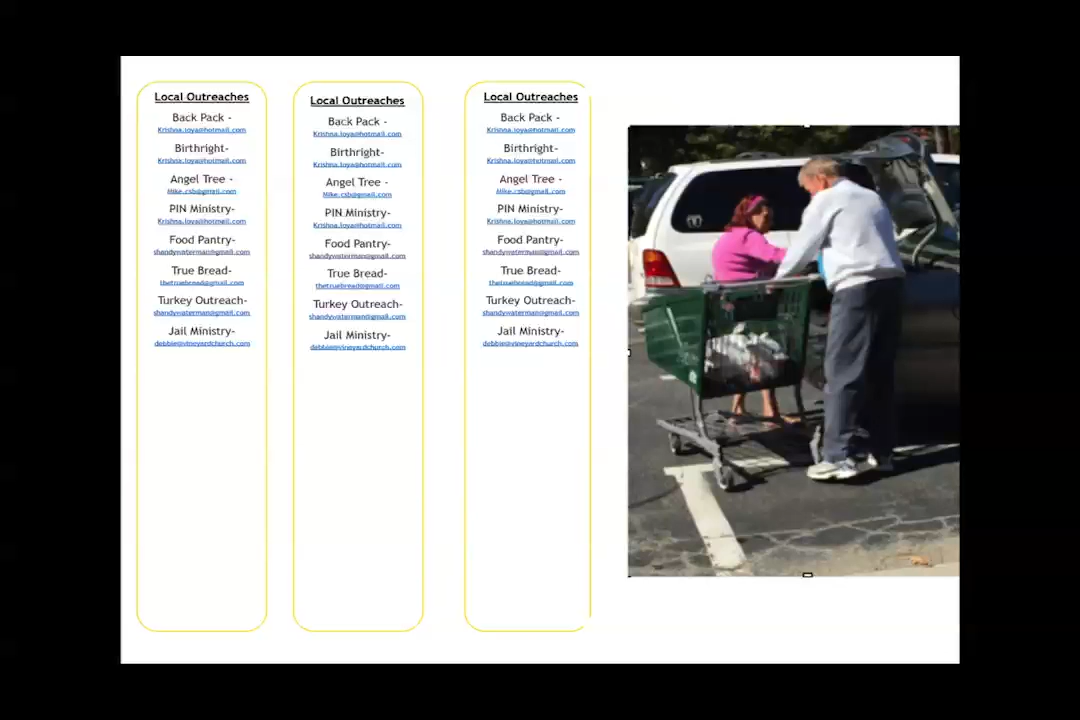 Local Outreaches
Back Pack -
Krishna.loya@hotmail.com
Birthright-
Krishna.loya@hotmail.com
Angel Tree -
Mike.csb@gmail.com
PIN Ministry-
Krishna.loya@hotmail.com
Food Pantry-
shandywaterman@gmail.com
True Bread-
thetruebread@gmail.com
Turkey Outreach-
shandywaterman@gmail.com
Jail Ministry-
debbie@vineyardchurch.com
Local Outreaches
Back Pack -
Krishna.loya@hotmail.com
Birthright-
Krishna.loya@hotmail.com
Angel Tree -
Mike.csb@gmail.com
PIN Ministry-
Krishna.loya@hotmail.com
Food Pantry-
shandywaterman@gmail.com
True Bread-
thetruebread@gmail.com
Turkey Outreach-
shandywaterman@gmail.com
Jail Ministry-
debbie@vineyardchurch.com
Local Outreaches
Back Pack -
Krishna.loya@hotmail.com
Birthright-
Krishna.loya@hotmail.com
Angel Tree -
Mike.csb@gmail.com
PIN Ministry-
Krishna.loya@hotmail.com
Food Pantry-
shandywaterman@gmail.com
True Bread-
thetruebread@gmail.com
Turkey Outreach-
shandywaterman@gmail.com
Jail Ministry-
debbie@vineyardchurch.com